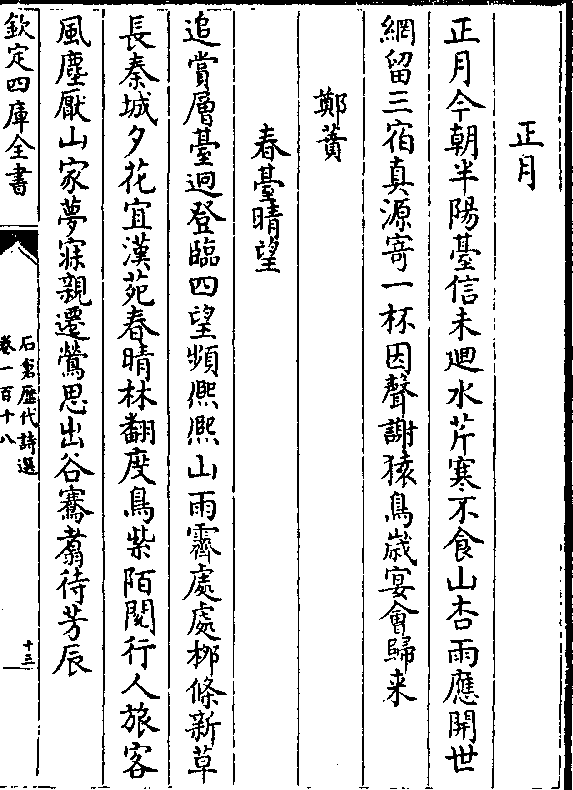 正月
正月今朝半陽臺信未廻水芹寒不食山杏雨應開世
網留三宿真源寄一杯因聲謝猿鳥歲宴會歸来
鄭蕡
春臺晴望
追賞層臺迥登臨四望頻熈熈山雨霽處處栁條新草
長秦城夕花宜漢苑春晴林翻度鳥柴陌閱行人旅客
風塵厭山家夢寐親遷鶯思出谷騫翥待芳辰
欽定四庫全書
石倉歷代詩選
卷一百十八
十三